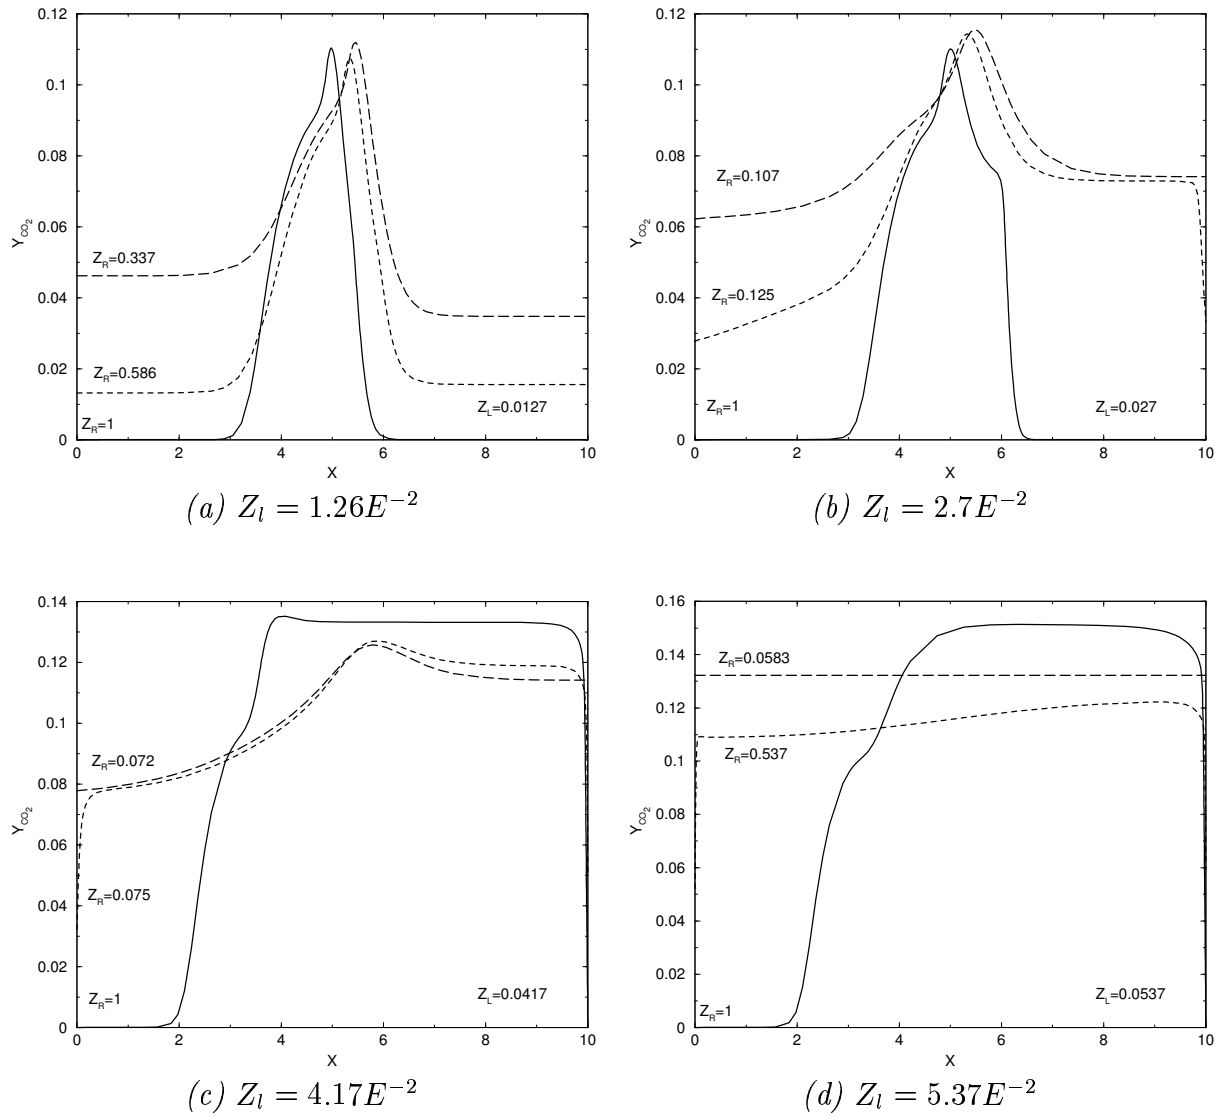 0.12
0.1
0.08
0.06
0.04
0.02
0
Y_CO2
Z_R=0.337
Z_R=0.586
Z_R=1
Z_L=0.0127
0 2 4 6 8 10
X
(a) Z_l = 1.26E^−2
0.12
0.1
0.08
0.06
0.04
0.02
0
Y_CO2
Z_R=0.107
Z_R=0.125
Z_R=1
Z_L=0.027
0 2 4 6 8 10
X
(b) Z_l = 2.7E^−2
0.14
0.12
0.1
0.08
0.06
0.04
0.02
0
Y_CO2
Z_R=0.072
Z_R=0.075
Z_R=1
Z_L=0.0417
0 2 4 6 8 10
X
(c) Z_l = 4.17E^−2
0.16
0.14
0.12
0.1
0.08
0.06
0.04
0.02
0
Y_CO2
Z_R=0.0583
Z_R=0.537
Z_R=1
Z_L=0.0537
0 2 4 6 8 10
X
(d) Z_l = 5.37E^−2